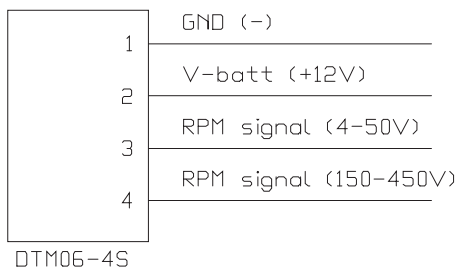 GND (-)
1
V-batt (+12V)
2
RPM signal (4-50V)
3
RPM signal (150-450V)
4
DTM06-4S